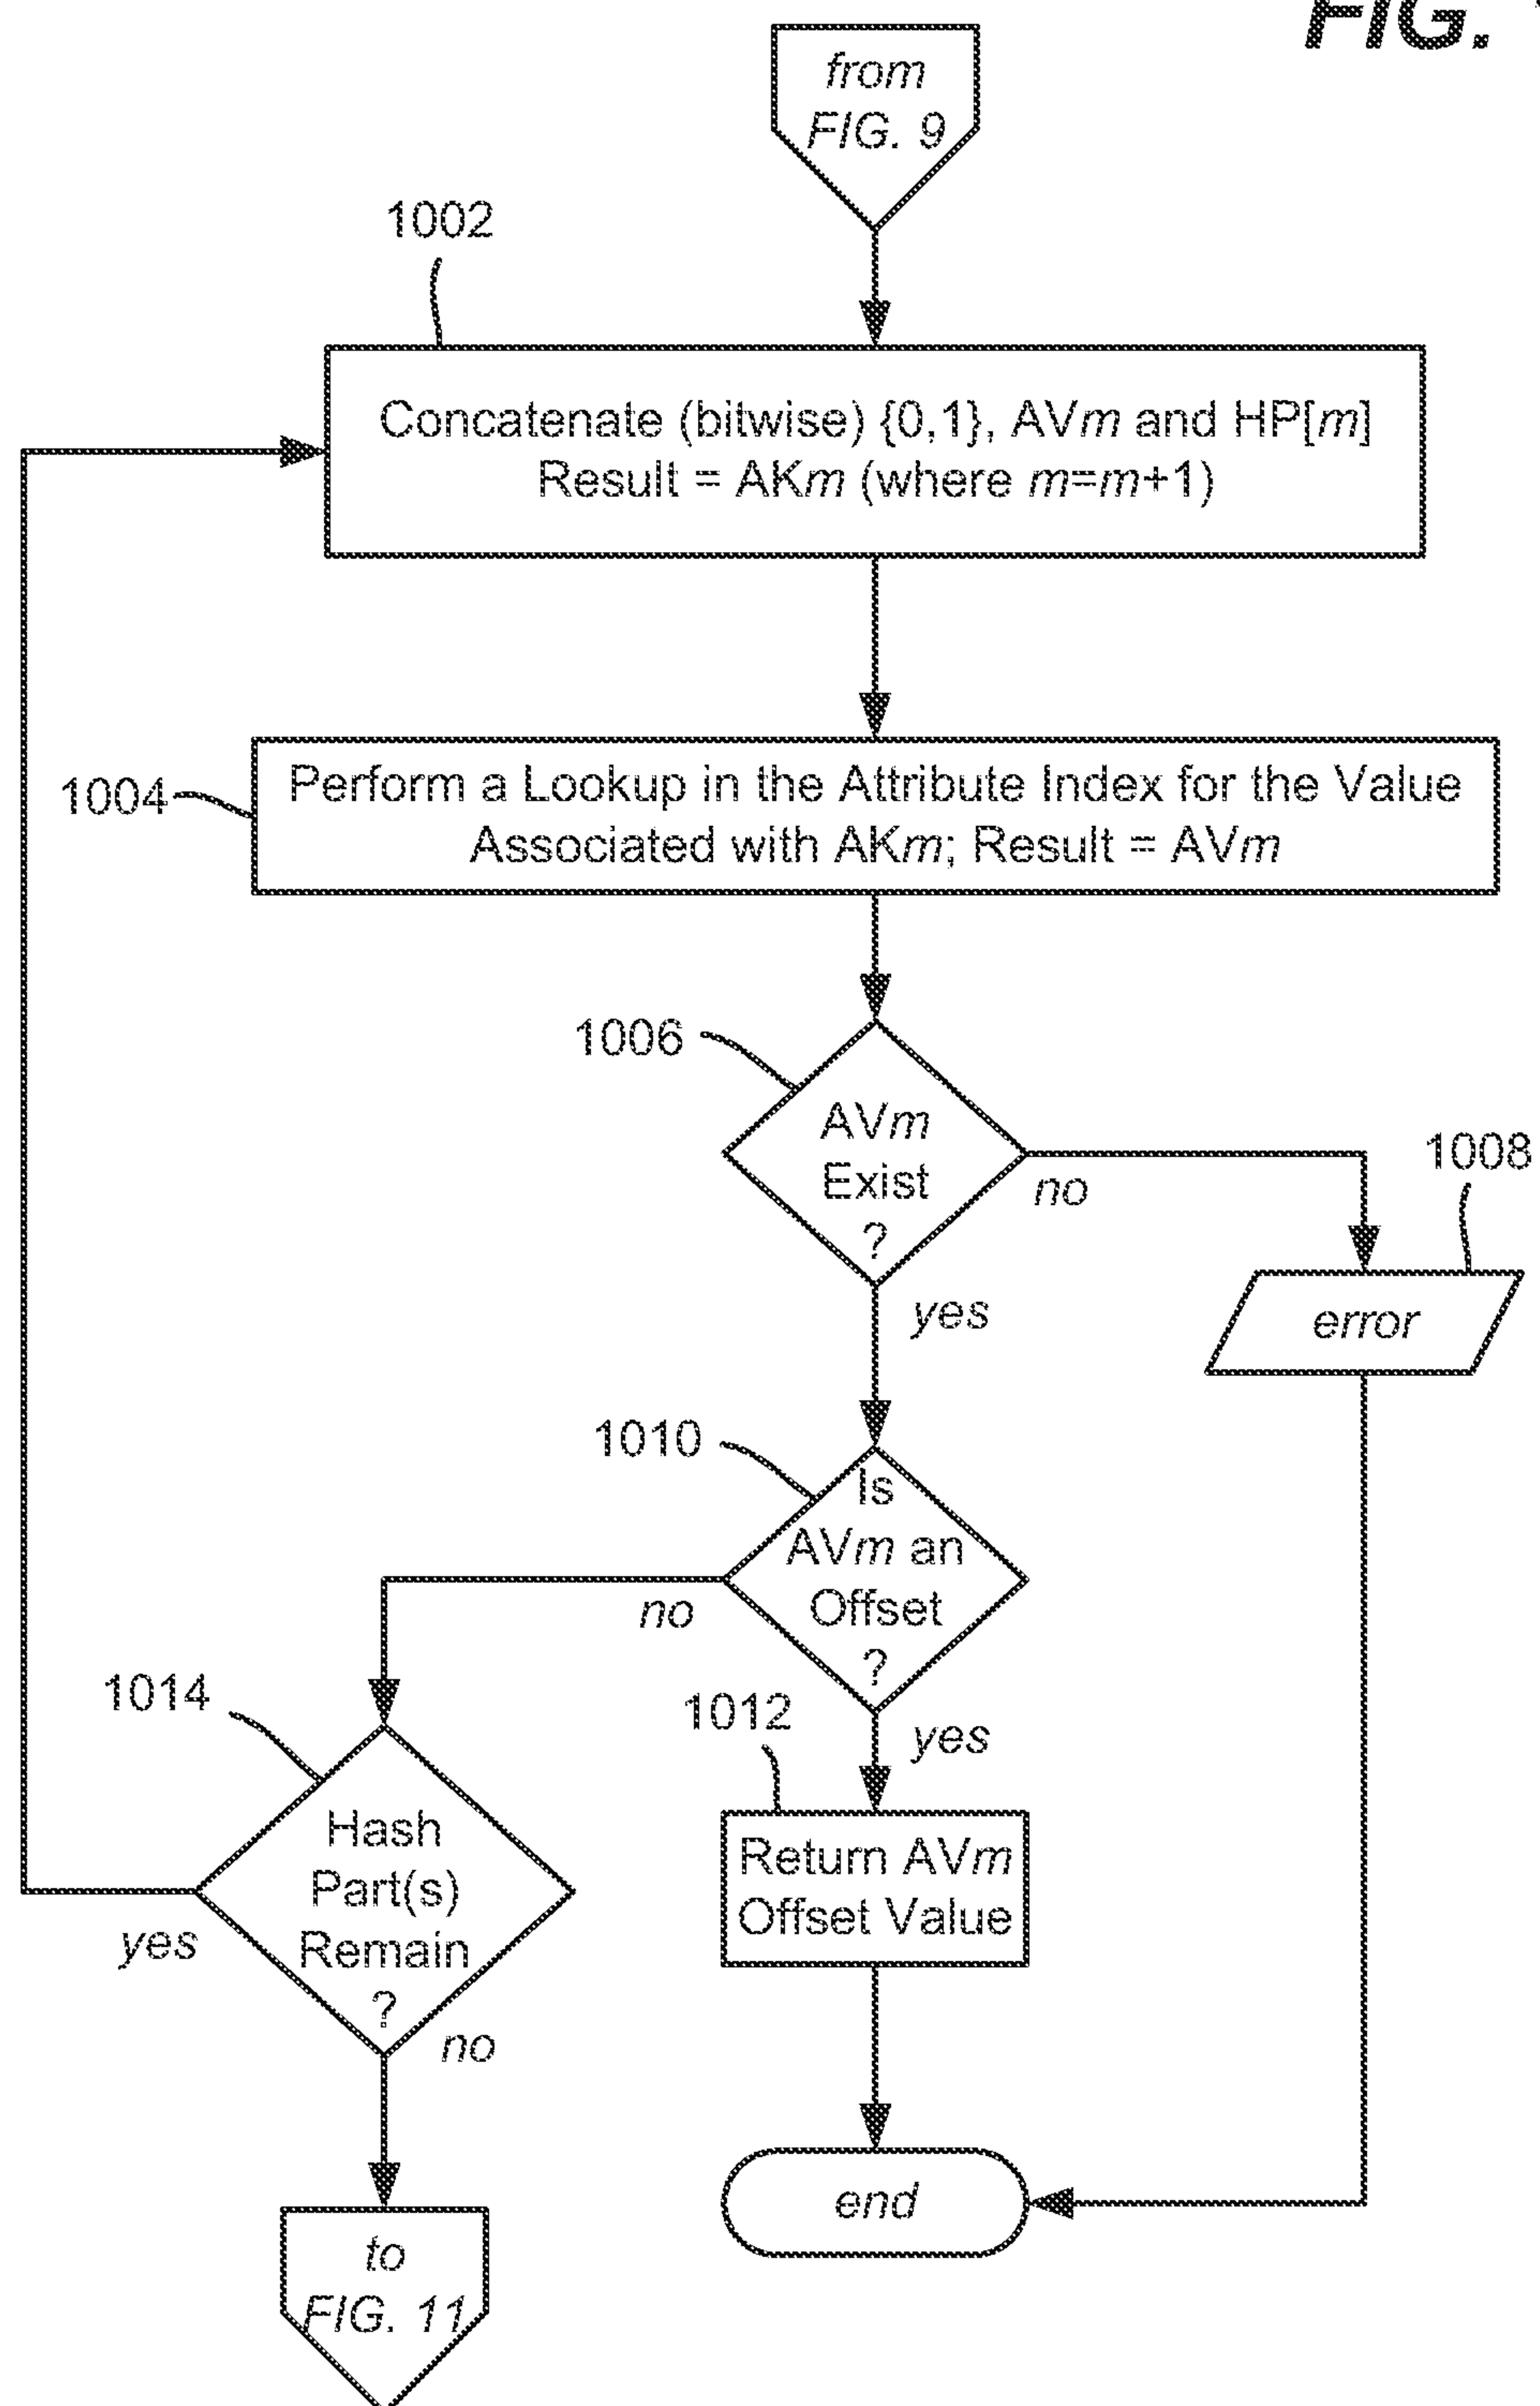 FIG.
from
FIG. 9
1002
Concatenate (bitwise) {0,1}, AVm and HP[m]
Result = AKm (where m=m+1)
1004
Perform a Lookup in the Attribute Index for the Value
Associated with AKm; Result = AVm
1006
AVm
Exist
?
no
1008
yes
error
1010
Is
AVm an
Offset
?
no
1014
1012
yes
Hash
Part(s)
Remain
?
Return AVm
Offset Value
yes
no
end
to
FIG. 11